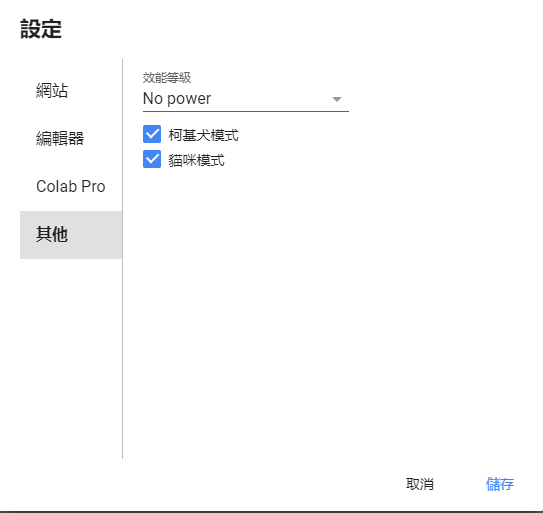 設定
網站
編輯器
Colab Pro
其他
效能等級
No power
柯基犬模式
貓咪模式
取消
儲存